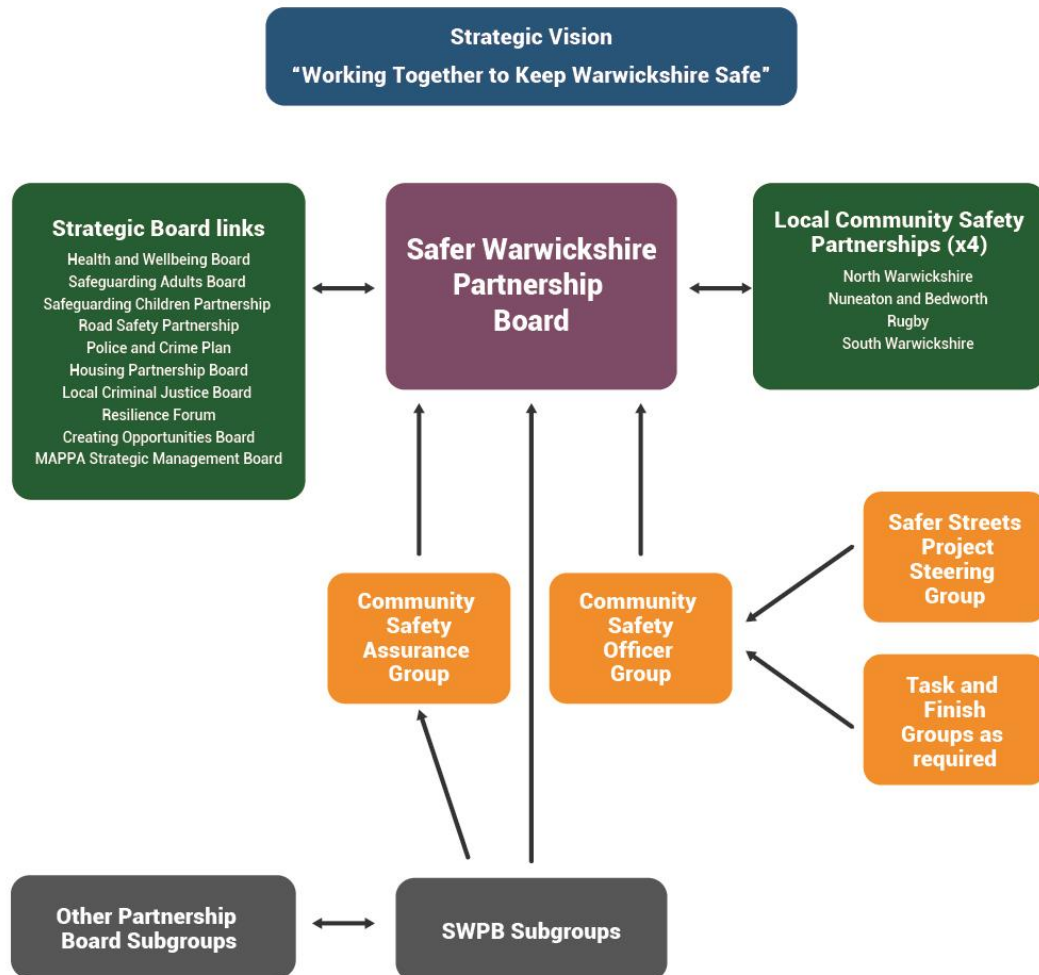 Strategic Vision
“Working Together to Keep Warwickshire Safe”
Strategic Board links
Health and Wellbeing Board
Safeguarding Adults Board
Safeguarding Children Partnership
Road Safety Partnership
Police and Crime Plan
Housing Partnership Board
Local Criminal Justice Board
Resilience Forum
Creating Opportunities Board
MAPPA Strategic Management Board
Safer Warwickshire
Partnership
Board
Local Community Safety
Partnerships (x4)
North Warwickshire
Nuneaton and Bedworth
Rugby
South Warwickshire
Community
Safety
Assurance
Group
Community
Safety
Officer
Group
Safer Streets
Project
Steering
Group
Task and
Finish
Groups as
required
Other Partnership
Board Subgroups
SWPB Subgroups